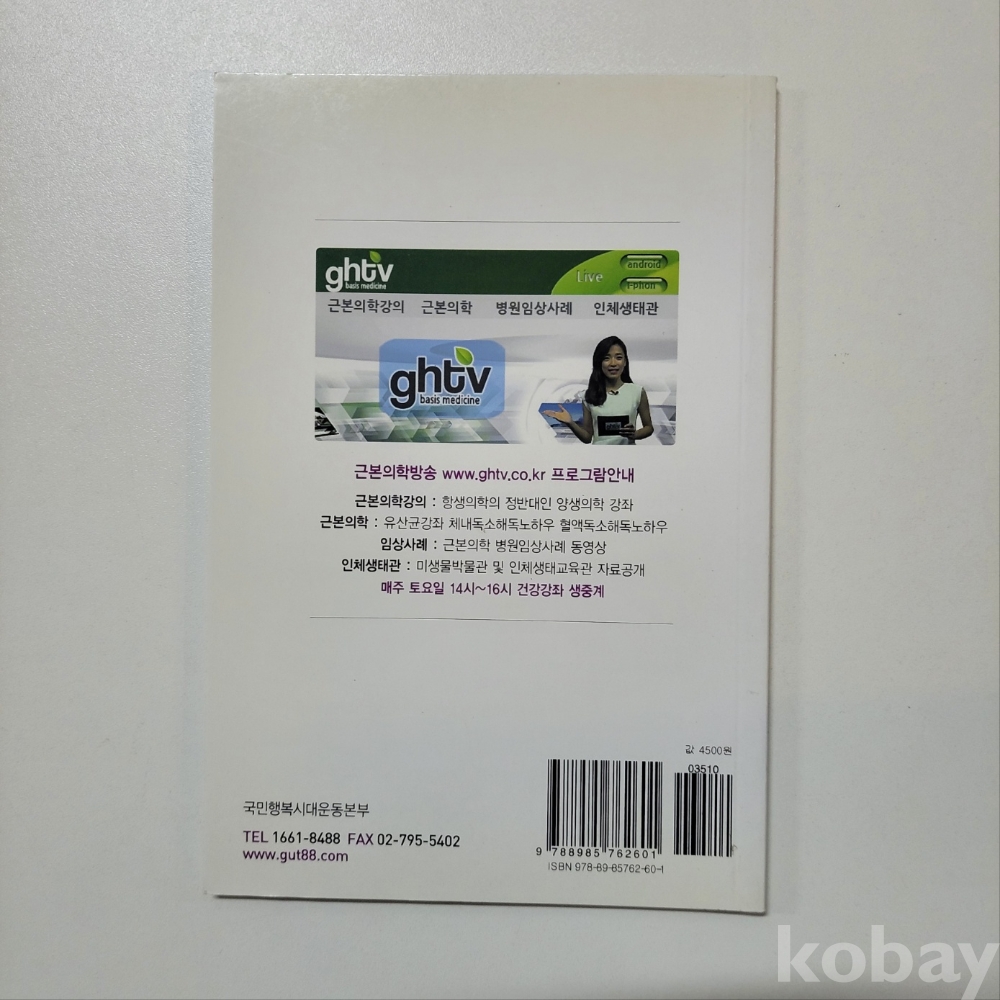 ghtv
basis medicine
Live
android
i-phon
근본의학강의 근본의학 병원임상사례 인체생태관
ghtv
basis medicine
근본의학방송 www.ghtv.co.kr 프로그람안내
근본의학강의 : 항생의학의 정반대인 양생의학 강좌
근본의학 : 유산균강좌 체내독소해독노하우 혈액독소해독노하우
임상사례 : 근본의학 병원임상사례 동영상
인체생태관 : 미생물박물관 및 인체생태교육관 자료공개
매주 토요일 14시~16시 건강강좌 생중계
값 4500원
03510
국민행복시대운동본부
TEL 1661-8488 FAX 02-795-5402
www.gut88.com
9 788985 762601
ISBN 978-89-85762-60-1
kobay